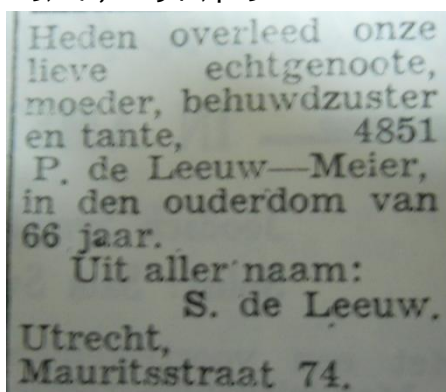 Heden overleed onze
lieve echtgenoote,
moeder, behuwdzuster
en tante, 4851
P. de Leeuw—Meier,
in den ouderdom van
66 jaar.
Uit aller naam:
S. de Leeuw.
Utrecht,
Mauritsstraat 74.